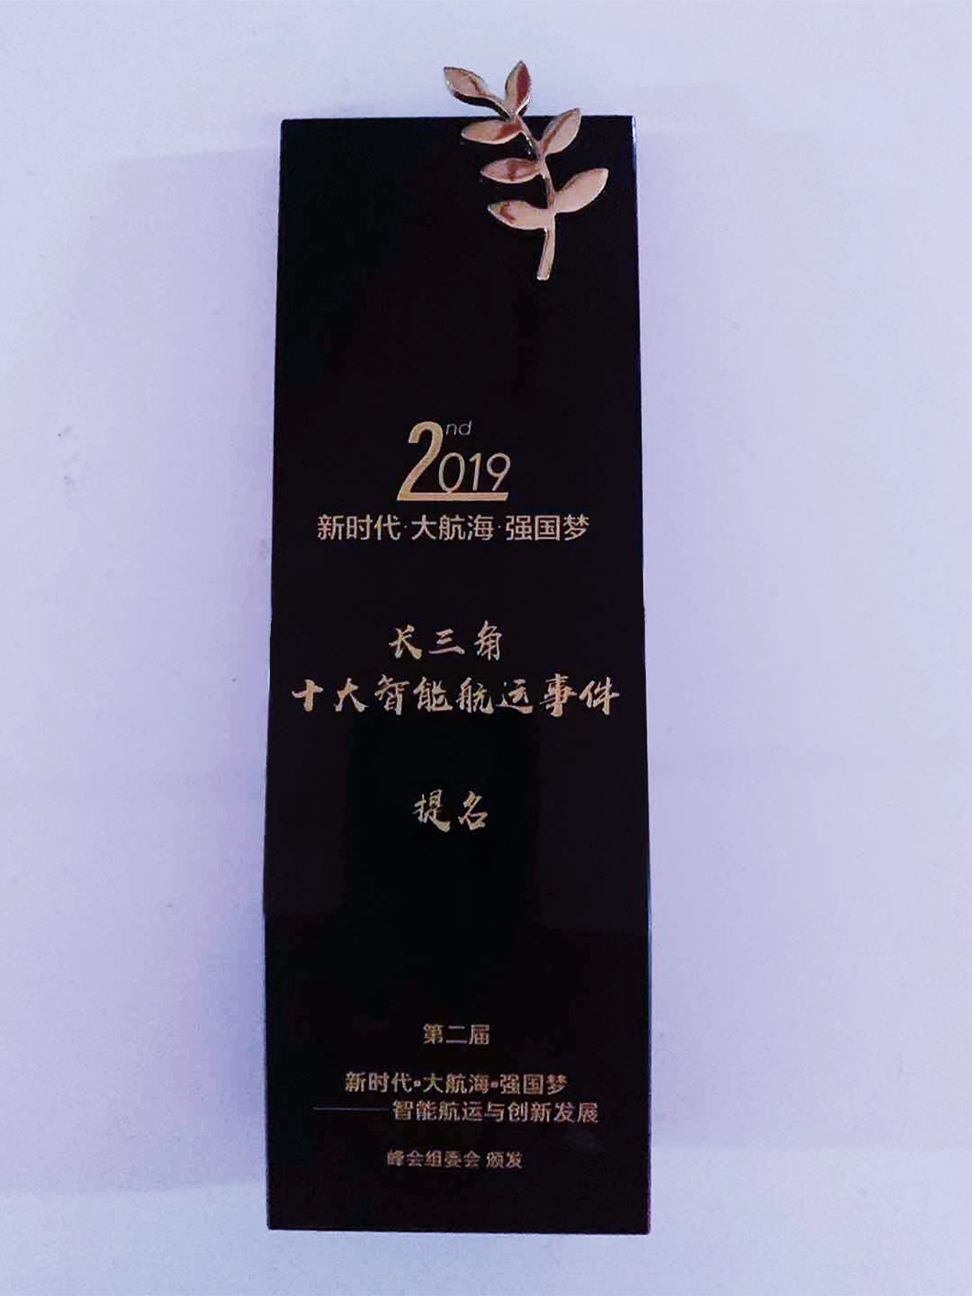 2nd
2019
新时代·大航海·强国梦
长三角
十大智能航运事件
提名
第二届
新时代·大航海·强国梦
——智能航运与创新发展
峰会组委会 颁发